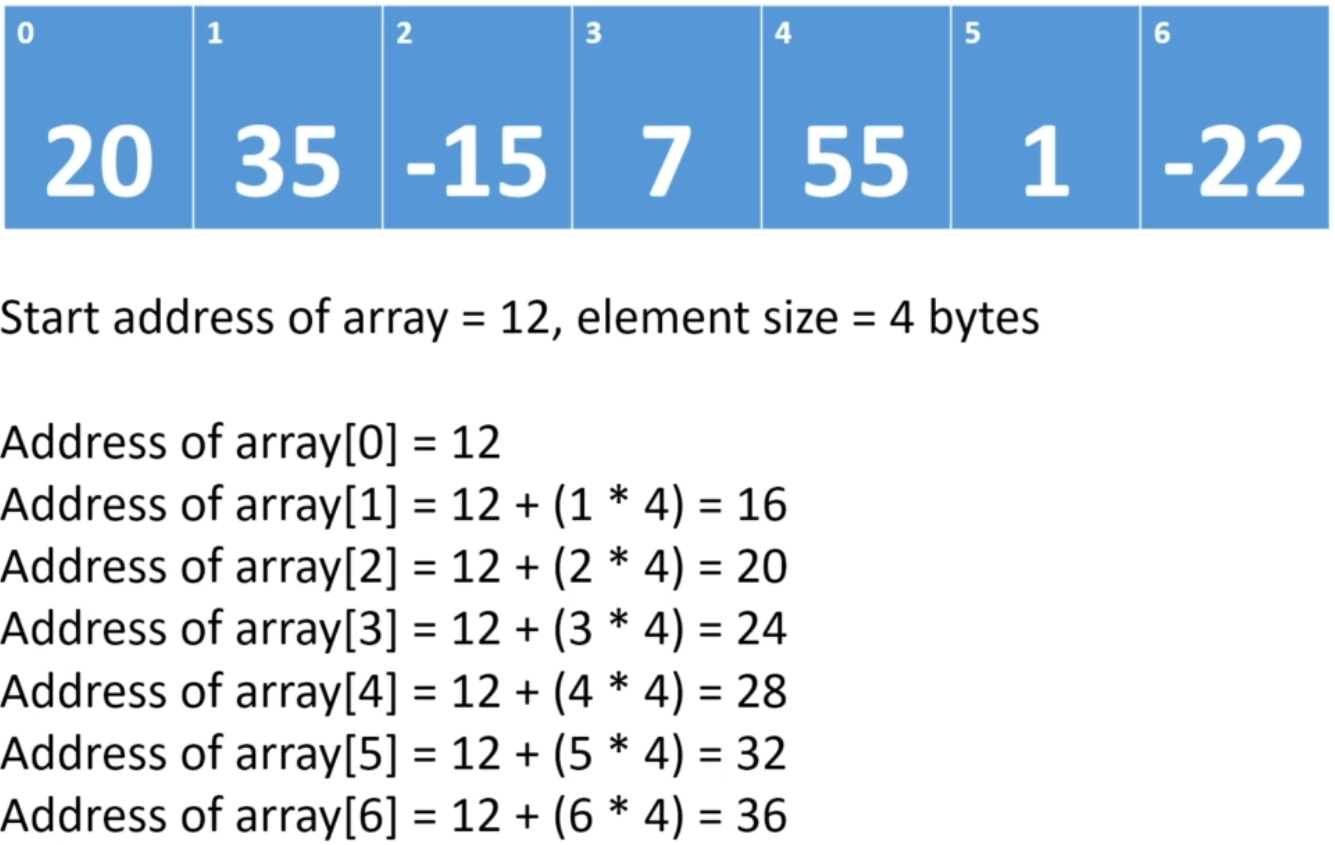 0 1 2 3 4 5 6
20 35 -15 7 55 1 -22
Start address of array = 12, element size = 4 bytes
Address of array[0] = 12
Address of array[1] = 12 + (1 * 4) = 16
Address of array[2] = 12 + (2 * 4) = 20
Address of array[3] = 12 + (3 * 4) = 24
Address of array[4] = 12 + (4 * 4) = 28
Address of array[5] = 12 + (5 * 4) = 32
Address of array[6] = 12 + (6 * 4) = 36